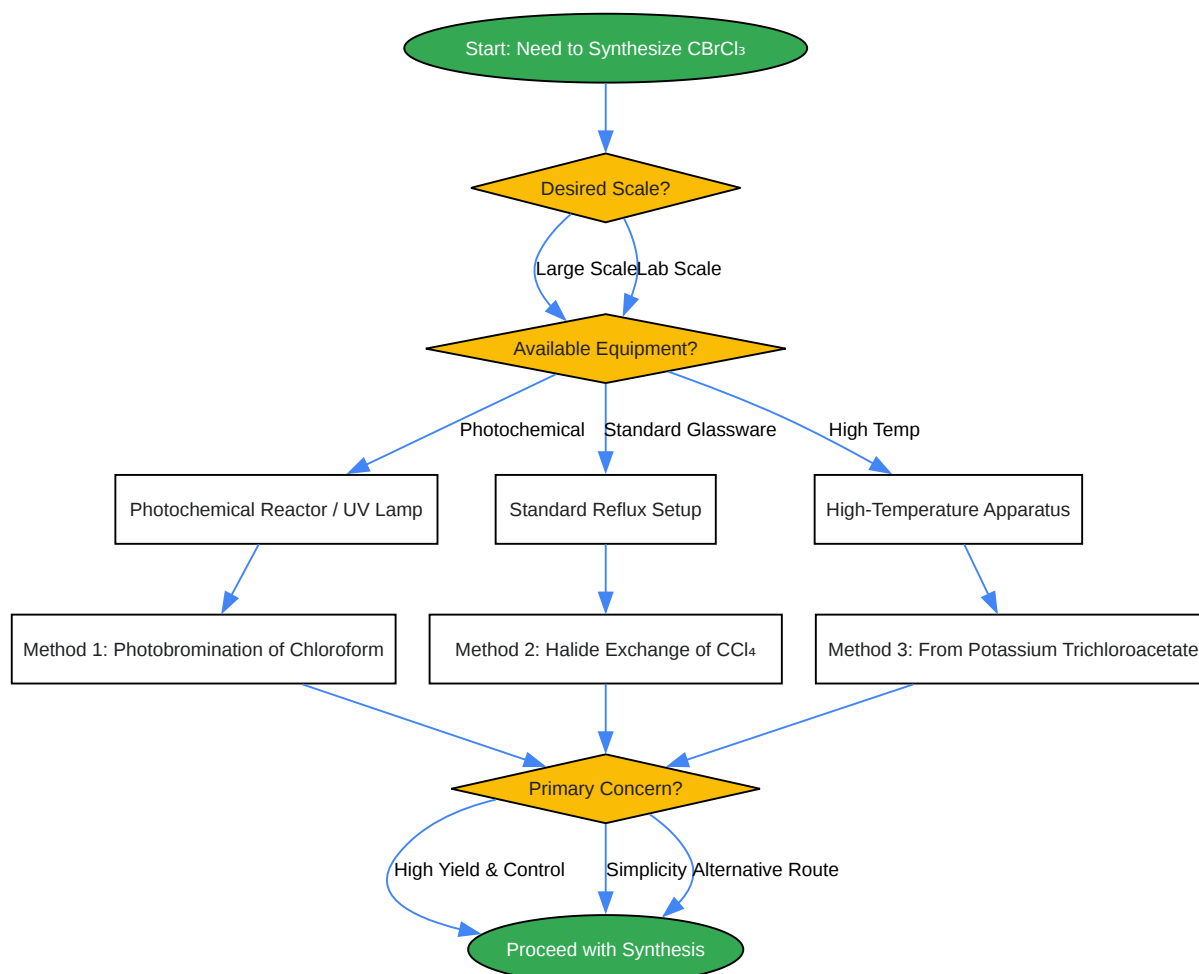 Start: Need to Synthesize CBrCl₃
Desired Scale?
Large Scale
Lab Scale
Available Equipment?
Photochemical
Standard Glassware
High Temp
Photochemical Reactor / UV Lamp
Standard Reflux Setup
High-Temperature Apparatus
Method 1: Photobromination of Chloroform
Method 2: Halide Exchange of CCl₄
Method 3: From Potassium Trichloroacetate
Primary Concern?
High Yield & Control
Simplicity
Alternative Route
Proceed with Synthesis